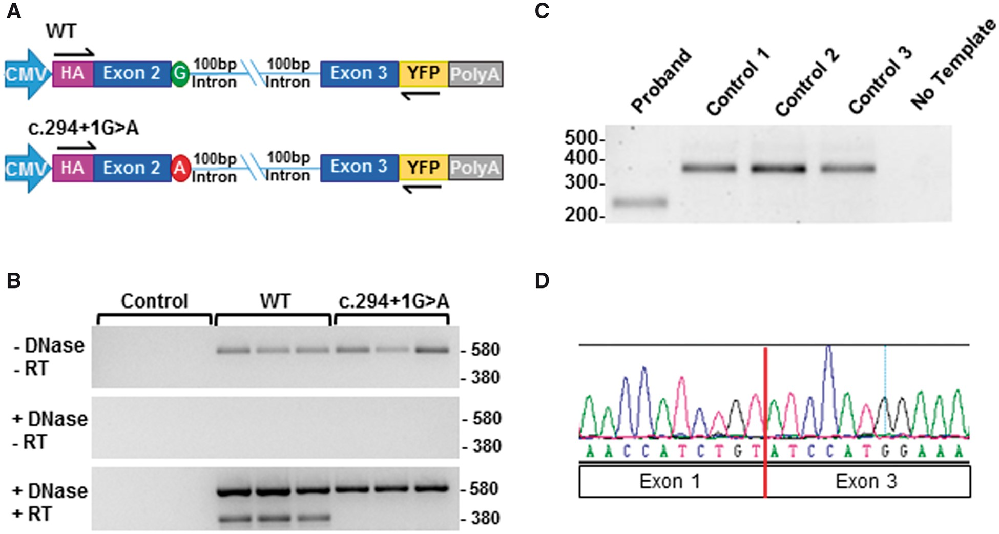 A
WT
CMV HA Exon 2 G 100bp Intron 100bp Intron Exon 3 YFP PolyA
c.294+1G>A
CMV HA Exon 2 A 100bp Intron 100bp Intron Exon 3 YFP PolyA
B
Control WT c.294+1G>A
- DNase
- RT
- 580
- 380
+ DNase
- RT
- 580
- 380
+ DNase
+ RT
- 580
- 380
C
Proband Control 1 Control 2 Control 3 No Template
500-
400-
300-
200-
D
A A C C A T C T G T A T C C A T G G A A A
Exon 1 Exon 3